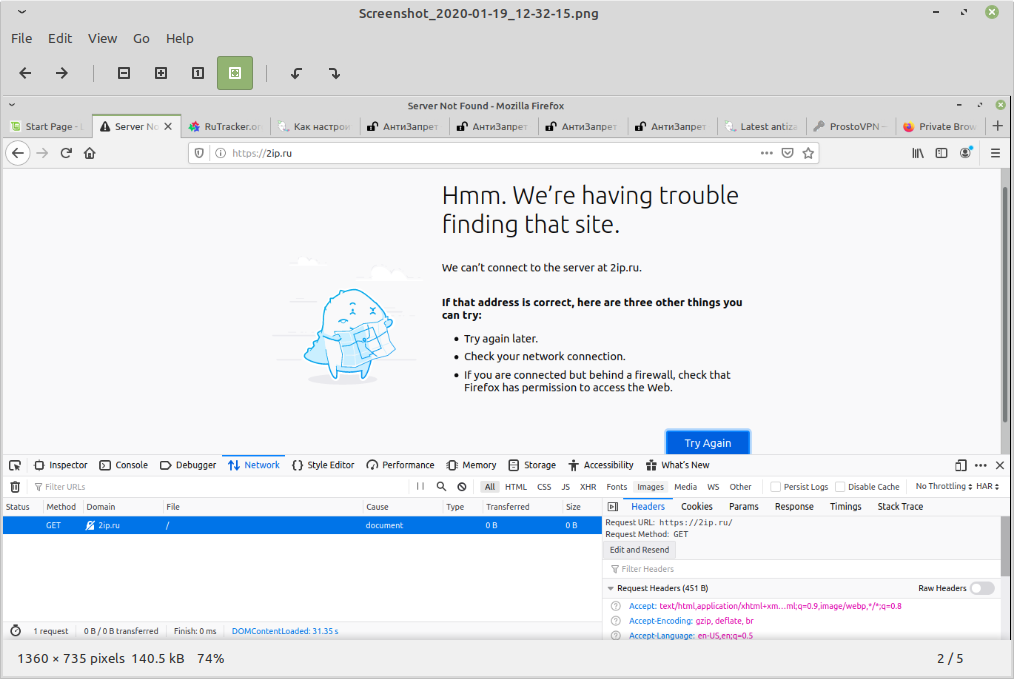 Screenshot_2020-01-19_12-32-15.png
File Edit View Go Help
Server Not Found - Mozilla Firefox
Start Page - Server No RuTracker.or Как настрои АнтиЗапрет АнтиЗапрет АнтиЗапрет АнтиЗапрет Latest antiza ProstoVPN – Private Brow
https://2ip.ru
Hmm. We’re having trouble
finding that site.
We can’t connect to the server at 2ip.ru.
If that address is correct, here are three other things you
can try:
Try again later.
Check your network connection.
If you are connected but behind a firewall, check that
Firefox has permission to access the Web.
Try Again
Inspector Console Debugger Network Style Editor Performance Memory Storage Accessibility What's New
Filter URLs All HTML CSS JS XHR Fonts Images Media WS Other Persist Logs Disable Cache No Throttling HAR
Status Method Domain File Cause Type Transferred Size
Headers Cookies Params Response Timings Stack Trace
GET 2ip.ru / document 0 B 0 B
Request URL: https://2ip.ru/
Request Method: GET
Edit and Resend
Filter Headers
Request Headers (451 B) Raw Headers
Accept: text/html,application/xhtml+xm…ml;q=0.9,image/webp,*/*;q=0.8
Accept-Encoding: gzip, deflate, br
Accept-Language: en-US,en;q=0.5
1 request 0 B / 0 B transferred Finish: 0 ms DOMContentLoaded: 31.35 s
1360 × 735 pixels 140.5 kB 74% 2 / 5